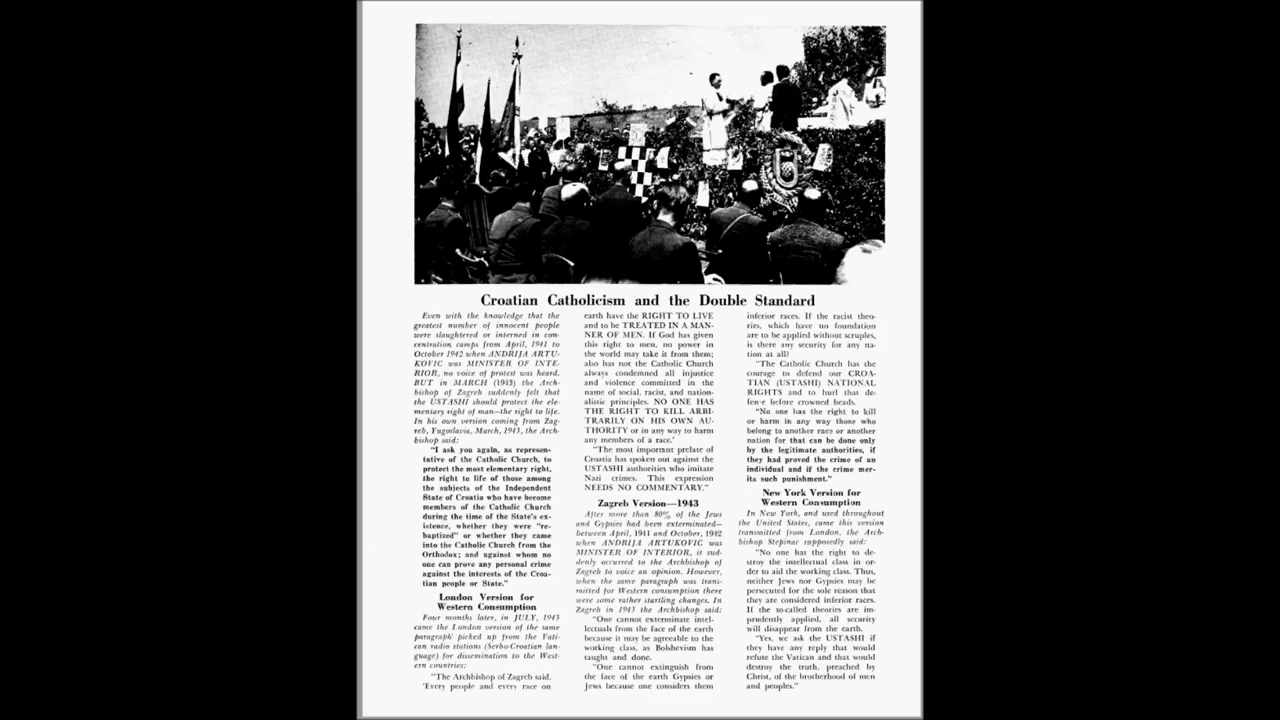 Croatian Catholicism and the Double Standard
Even with the knowledge that the
greatest number of innocent people
were slaughtered or interned in con-
centration camps from April, 1941 to
October 1942 when ANDRIJA ARTU-
KOVIC was MINISTER OF INTE-
RIOR, no voice of protest was heard.
BUT in MARCH (1943) the Arch-
bishop of Zagreb suddenly felt that
the USTASHI should protect the ele-
mentary right of man—the right to life.
In his own version coming from Zag-
reb, Yugoslavia, March, 1943, the Arch-
bishop said:
"I ask you again, as represen-
tative of the Catholic Church, to
protect the most elementary right,
the right to life of those among
the subjects of the Independent
State of Croatia who have become
members of the Catholic Church
during the time of the State's ex-
istence, whether they were "re-
baptized" or whether they came
into the Catholic Church from the
Orthodox; and against whom no
one can prove any personal crime
against the interests of the Croa-
tian people or State."
London Version for
Western Consumption
Four months later, in JULY, 1943
came the London version of the same
paragraph picked up from the Vati-
can radio stations (Serbo-Croatian lan-
guage) for dissemination to the West-
ern countries:
"The Archbishop of Zagreb said.
'Every people and every race on
earth have the RIGHT TO LIVE
and to be TREATED IN A MAN-
NER OF MEN. If God has given
this right to men, no power in
the world may take it from them;
also has not the Catholic Church
always condemned all injustice
and violence committed in the
name of social, racist, and nation-
alistic principles. NO ONE HAS
THE RIGHT TO KILL ARBI-
TRARILY ON HIS OWN AU-
THORITY or in any way to harm
any members of a race.'
"The most important prelate of
Croatia has spoken out against the
USTASHI authorities who imitate
Nazi crimes. This expression
NEEDS NO COMMENTARY."
Zagreb Version—1943
After more than 80% of the Jews
and Gypsies had been exterminated—
between April, 1941 and October, 1942
when ANDRIJA ARTUKOVIC was
MINISTER OF INTERIOR, it sud-
denly occurred to the Archbishop of
Zagreb to voice an opinion. However,
when the same paragraph was trans-
mitted for Western consumption there
were some rather startling changes. In
Zagreb in 1943 the Archbishop said:
"One cannot exterminate intel-
lectuals from the face of the earth
because it may be agreeable to the
working class, as Bolshevism has
taught and done.
"One cannot extinguish from
the face of the earth Gypsies or
Jews because one considers them
inferior races. If the racist theo-
ries, which have no foundation
are to be applied without scruples,
is there any security for any na-
tion at all?
"The Catholic Church has the
courage to defend our CROA-
TIAN (USTASHI) NATIONAL
RIGHTS and to hurl that de-
fense before crowned heads.
"No one has the right to kill
or harm in any way those who
belong to another race or another
nation for that can be done only
by the legitimate authorities, if
they had proved the crime of an
individual and if the crime mer-
its such punishment."
New York Version for
Western Consumption
In New York, and used throughout
the United States, came this version
transmitted from London, the Arch-
bishop Stepinac supposedly said:
"No one has the right to de-
stroy the intellectual class in or-
der to aid the working class. Thus,
neither Jews nor Gypsies may be
persecuted for the sole reason that
they are considered inferior races.
If the so-called theories are im-
prudently applied, all security
will disappear from the earth.
"Yes, we ask the USTASHI if
they have any reply that would
refute the Vatican and that would
destroy the truth, preached by
Christ, of the brotherhood of men
and peoples."